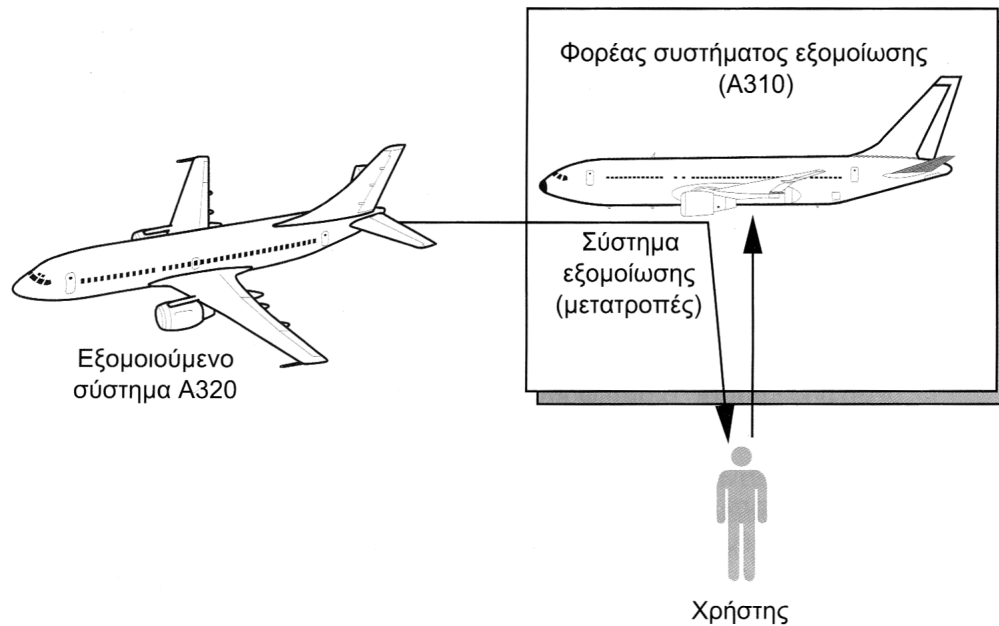 Φορέας συστήματος εξομοίωσης
(A310)
Σύστημα
εξομοίωσης
(μετατροπές)
Εξομοιούμενο
σύστημα A320
Χρήστης